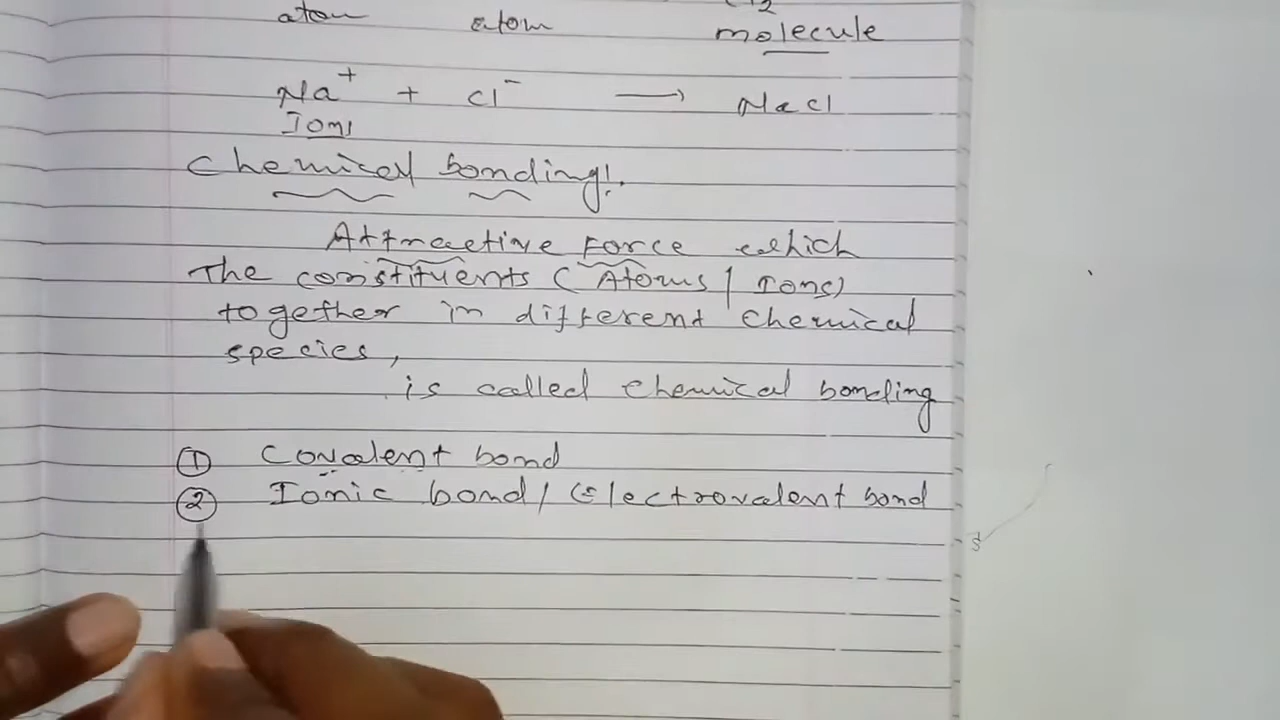 atom atom molecule
Na+ + Cl- → NaCl
Ions
Chemical bonding!.
Attractive Force which
The constituents (Atoms / Ions)
together in different chemical
species,
is called chemical bonding
① Covalent bond
② Ionic bond / Electrovalent bond